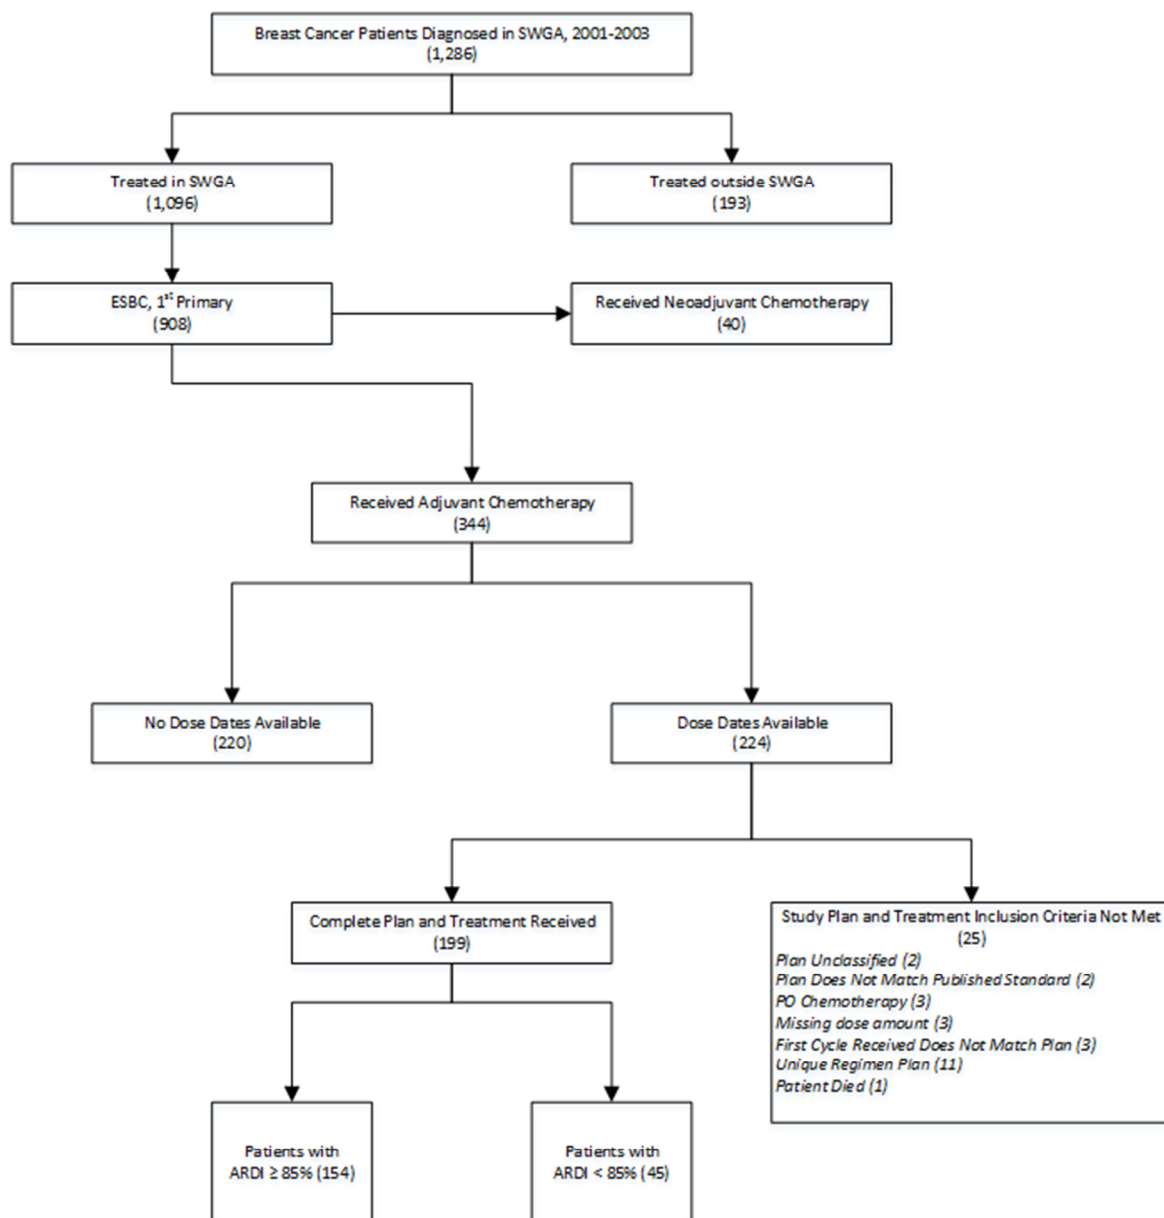 Breast Cancer Patients Diagnosed in SWGA, 2001-2003
(1,286)
Treated in SWGA
(1,096)
Treated outside SWGA
(193)
ESBC, 1st Primary
(908)
Received Neoadjuvant Chemotherapy
(40)
Received Adjuvant Chemotherapy
(344)
No Dose Dates Available
(220)
Dose Dates Available
(224)
Complete Plan and Treatment Received
(199)
Study Plan and Treatment Inclusion Criteria Not Met
(25)
Plan Unclassified (2)
Plan Does Not Match Published Standard (2)
PO Chemotherapy (3)
Missing dose amount (3)
First Cycle Received Does Not Match Plan (3)
Unique Regimen Plan (11)
Patient Died (1)
Patients with
ARDI ≥ 85% (154)
Patients with
ARDI < 85% (45)